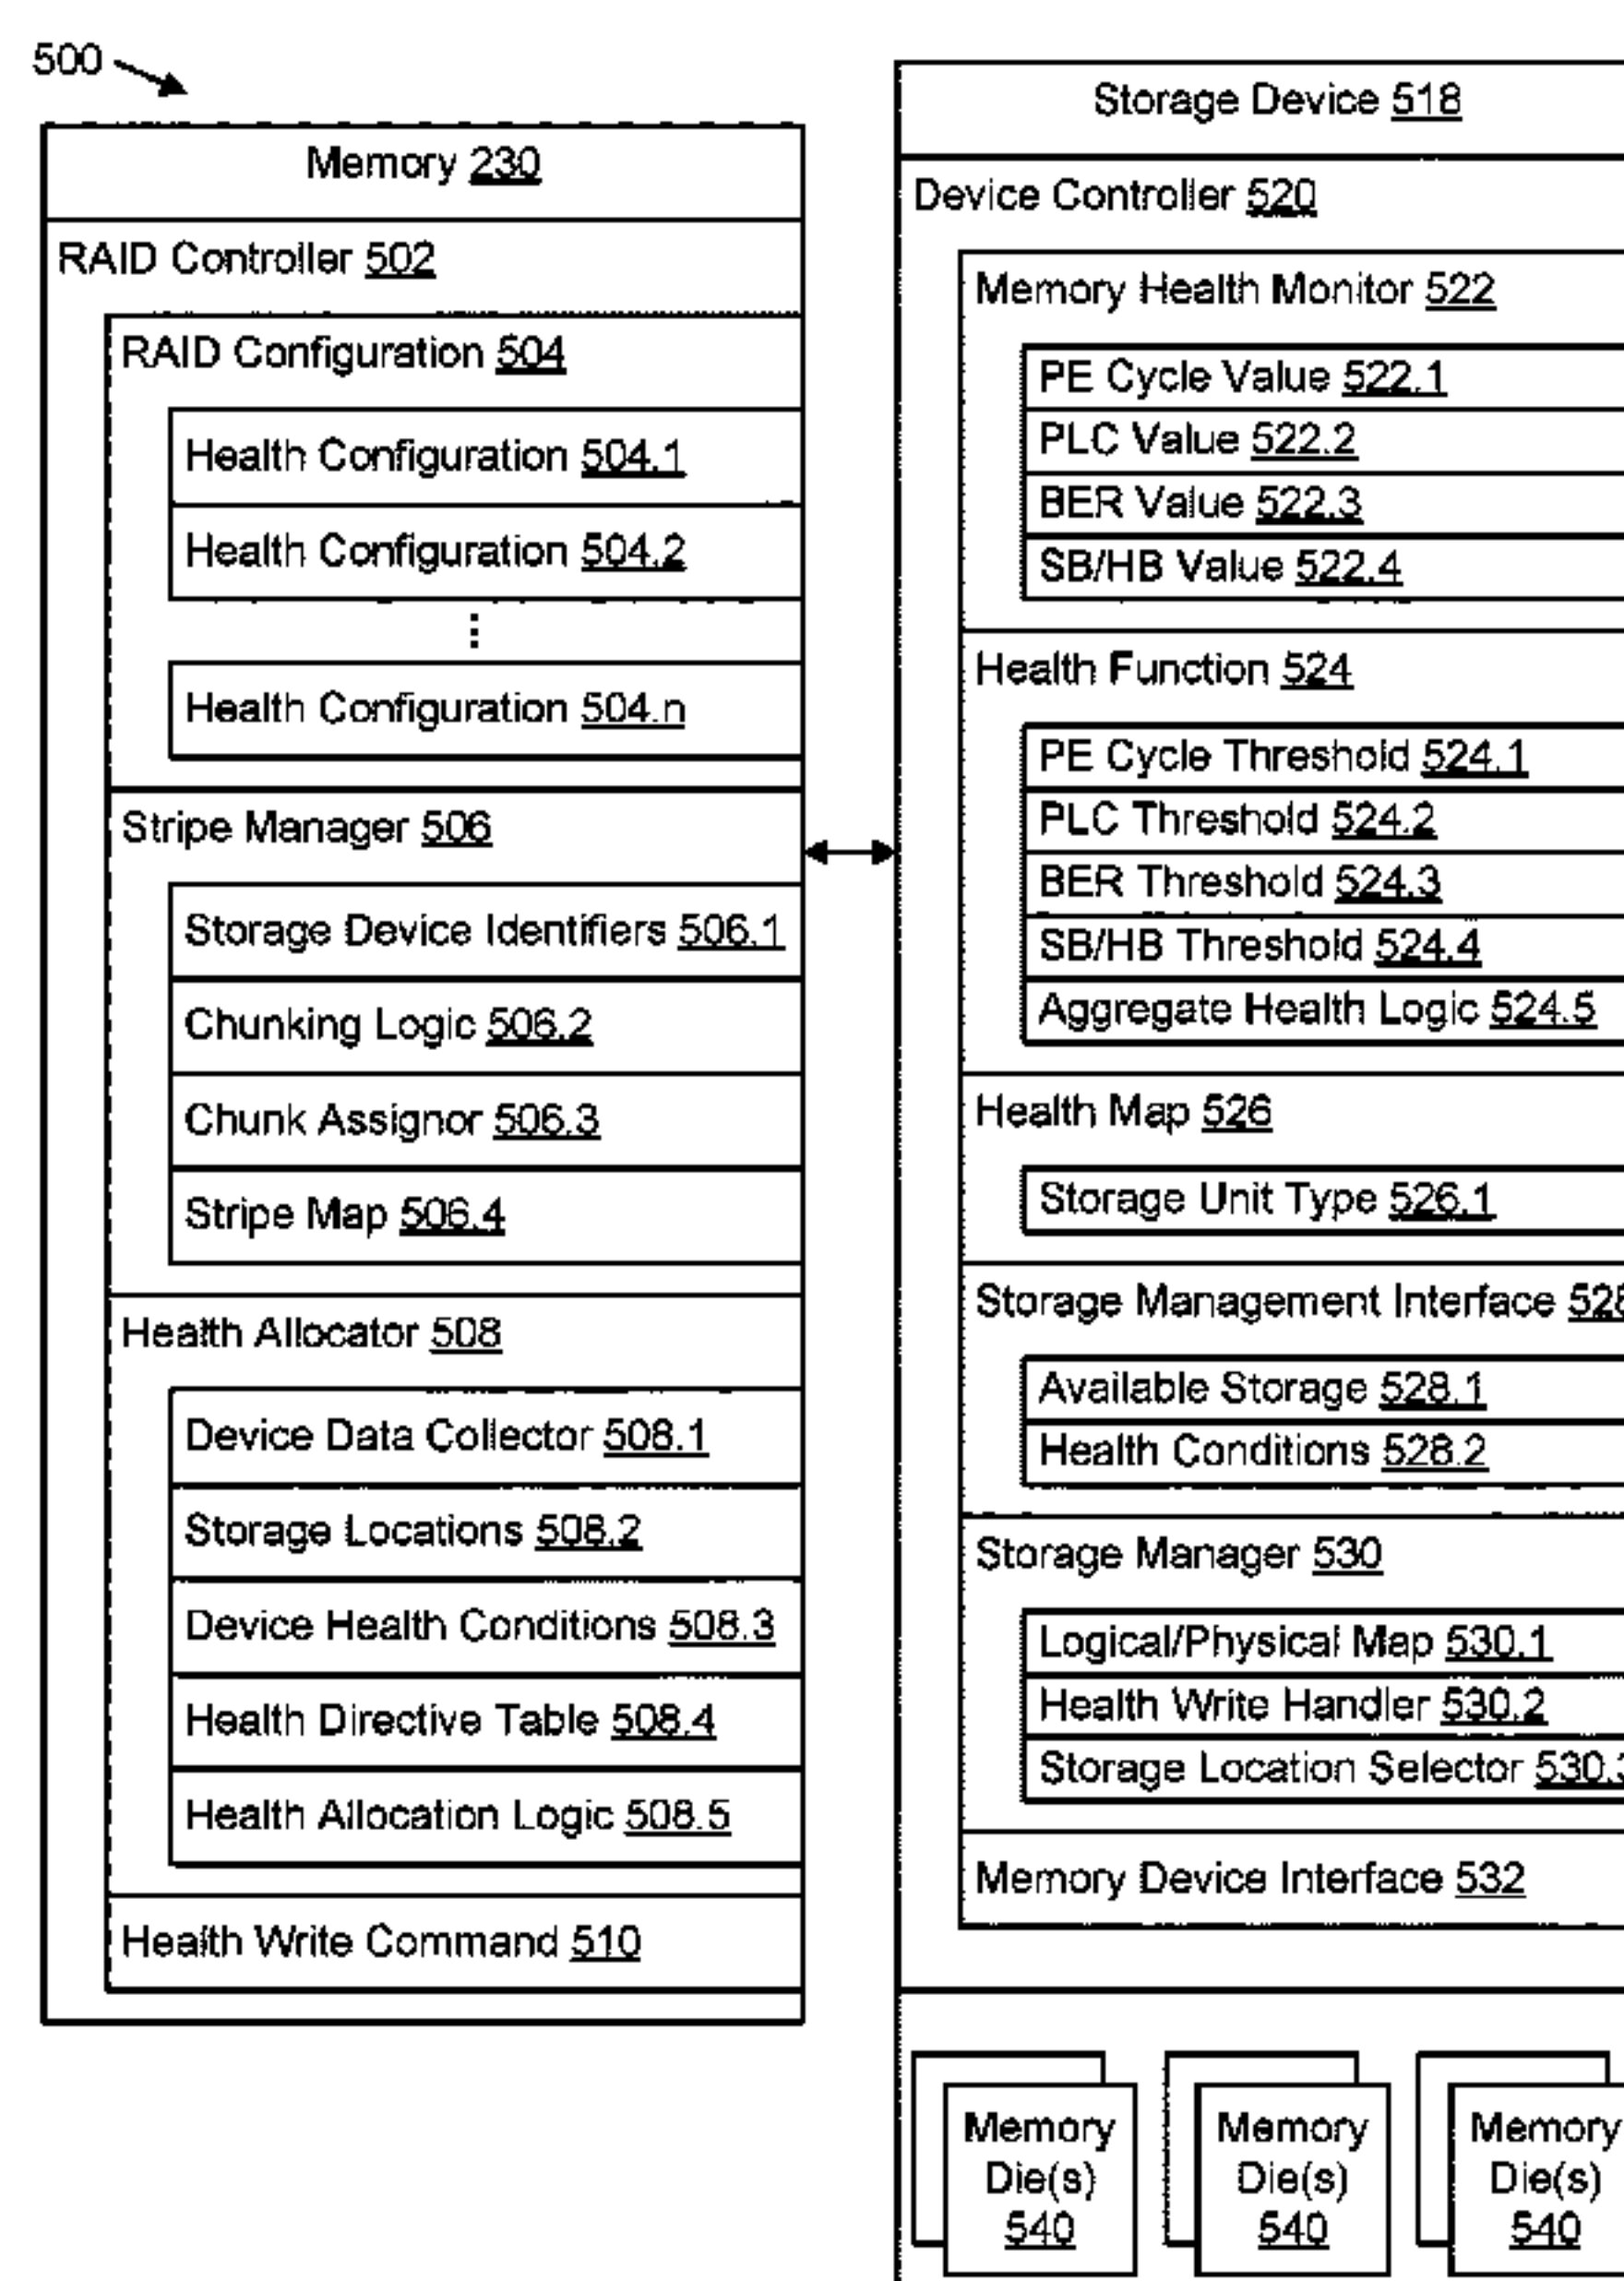 500
Memory 230
RAID Controller 502
RAID Configuration 504
Health Configuration 504.1
Health Configuration 504.2
⋮
Health Configuration 504.n
Stripe Manager 506
Storage Device Identifiers 506.1
Chunking Logic 506.2
Chunk Assignor 506.3
Stripe Map 506.4
Health Allocator 508
Device Data Collector 508.1
Storage Locations 508.2
Device Health Conditions 508.3
Health Directive Table 508.4
Health Allocation Logic 508.5
Health Write Command 510
Storage Device 518
Device Controller 520
Memory Health Monitor 522
PE Cycle Value 522.1
PLC Value 522.2
BER Value 522.3
SB/HB Value 522.4
Health Function 524
PE Cycle Threshold 524.1
PLC Threshold 524.2
BER Threshold 524.3
SB/HB Threshold 524.4
Aggregate Health Logic 524.5
Health Map 526
Storage Unit Type 526.1
Storage Management Interface 528
Available Storage 528.1
Health Conditions 528.2
Storage Manager 530
Logical/Physical Map 530.1
Health Write Handler 530.2
Storage Location Selector 530.3
Memory Device Interface 532
Memory
Die(s)
540
Memory
Die(s)
540
Memory
Die(s)
540